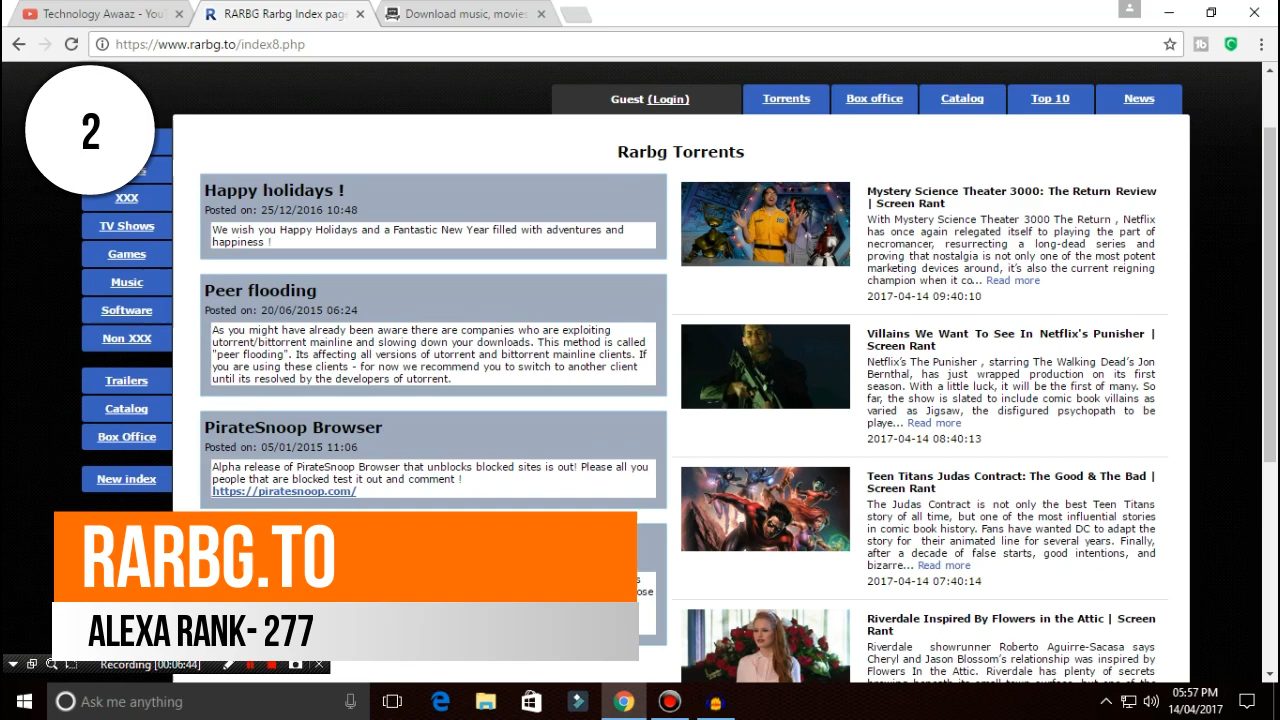 Technology Awaaz - You
RARBG Rarbg Index page
Download music, movies
https://www.rarbg.to/index8.php
2
Guest (Login)
Torrents
Box office
Catalog
Top 10
News
XXX
TV Shows
Games
Music
Software
Non XXX
Trailers
Catalog
Box Office
New index
Rarbg Torrents
Happy holidays !
Posted on: 25/12/2016 10:48
We wish you Happy Holidays and a Fantastic New Year filled with adventures and
happiness !
Peer flooding
Posted on: 20/06/2015 06:24
As you might have already been aware there are companies who are exploiting
utorrent/bittorrent mainline and slowing down your downloads. This method is called
"peer flooding". Its affecting all versions of utorrent and bittorrent mainline clients. If
you are using these clients - for now we recommend you to switch to another client
until its resolved by the developers of utorrent.
PirateSnoop Browser
Posted on: 05/01/2015 11:06
Alpha release of PirateSnoop Browser that unblocks blocked sites is out! Please all you
people that are blocked test it out and comment !
https://piratesnoop.com/
Mystery Science Theater 3000: The Return Review
| Screen Rant
With Mystery Science Theater 3000 The Return , Netflix
has once again relegated itself to playing the part of
necromancer, resurrecting a long-dead series and
proving that nostalgia is not only one of the most potent
marketing devices around, it's also the current reigning
champion when it co... Read more
2017-04-14 09:40:10
Villains We Want To See In Netflix's Punisher |
Screen Rant
Netflix's The Punisher , starring The Walking Dead's Jon
Bernthal, has just wrapped production on its first
season. With a little luck, it will be the first of many. So
far, the show is slated to include comic book villains as
varied as Jigsaw, the disfigured psychopath to be
playe... Read more
2017-04-14 08:40:13
Teen Titans Judas Contract: The Good & The Bad |
Screen Rant
The Judas Contract is not only the best Teen Titans
story of all time, but one of the most influential stories
in comic book history. Fans have wanted DC to adapt the
story for their animated line for several years. Finally,
after a decade of false starts, good intentions, and
bizarre... Read more
2017-04-14 07:40:14
Riverdale Inspired By Flowers in the Attic | Screen
Rant
Riverdale showrunner Roberto Aguirre-Sacasa says
Cheryl and Jason Blossom's relationship was inspired by
Flowers In The Attic. Riverdale has plenty of secrets
RARBG.TO
ALEXA RANK- 277
Recording [00:06:44]
Ask me anything
05:57 PM
14/04/2017